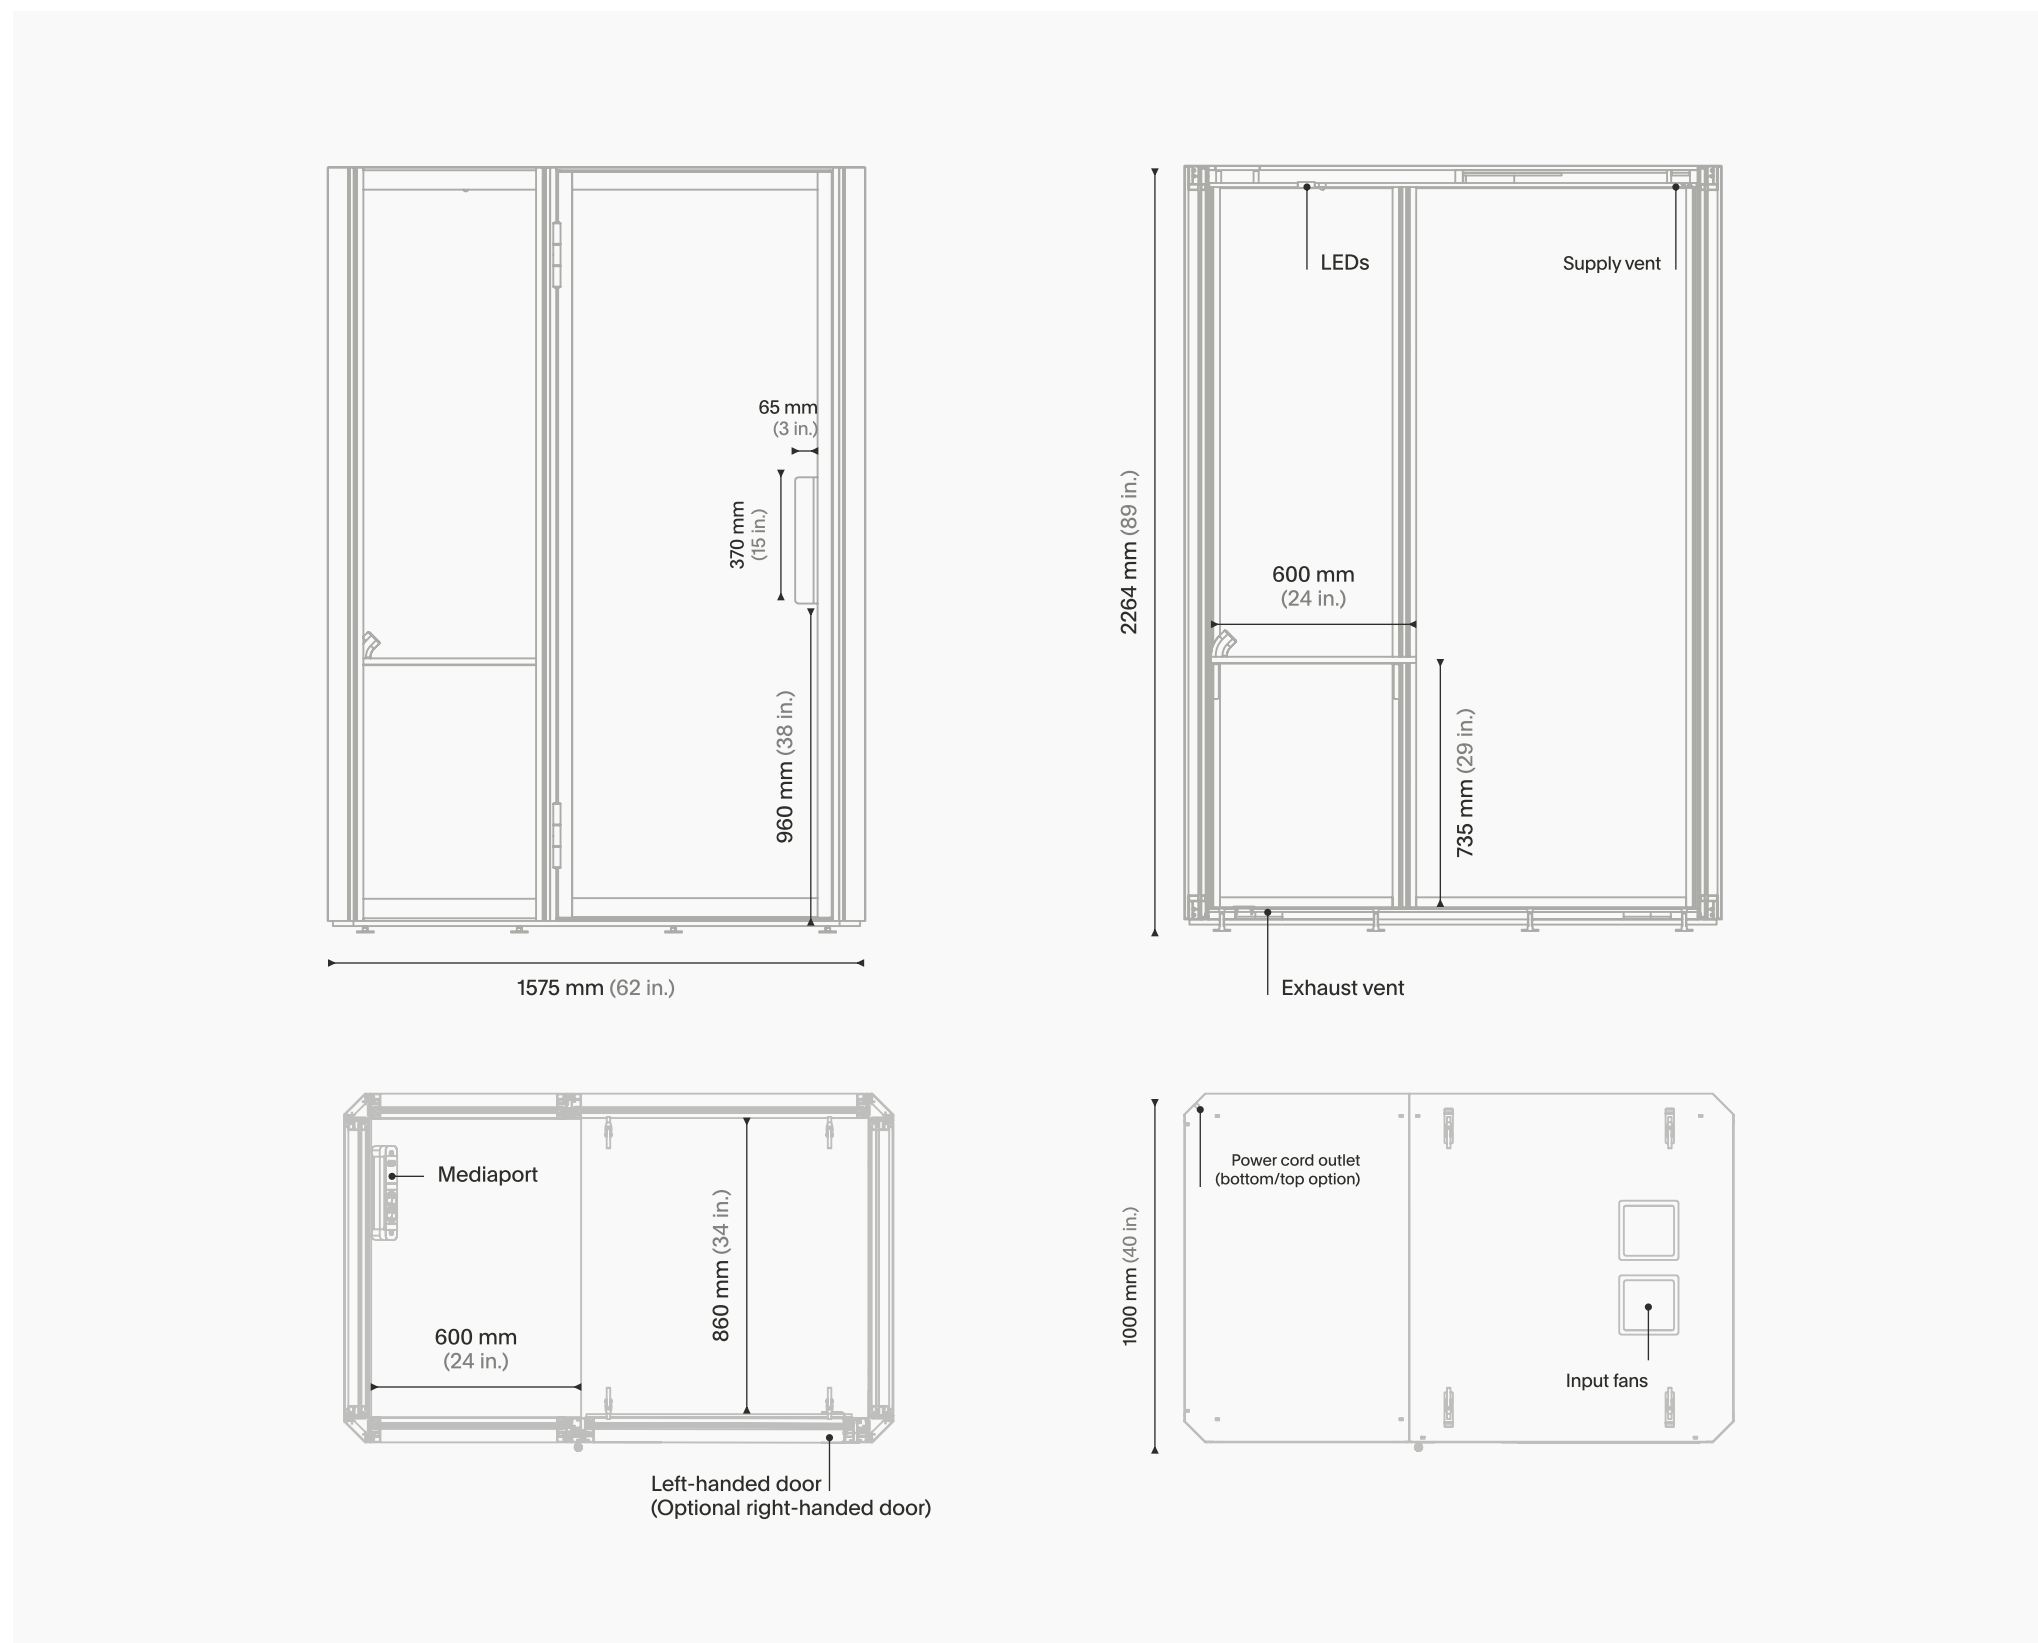 65 mm
(3 in.)
370 mm
(15 in.)
960 mm (38 in.)
1575 mm (62 in.)
LEDs
Supply vent
2264 mm (89 in.)
600 mm
(24 in.)
735 mm (29 in.)
Exhaust vent
Mediaport
860 mm (34 in.)
600 mm
(24 in.)
Left-handed door
(Optional right-handed door)
Power cord outlet
(bottom/top option)
1000 mm (40 in.)
Input fans